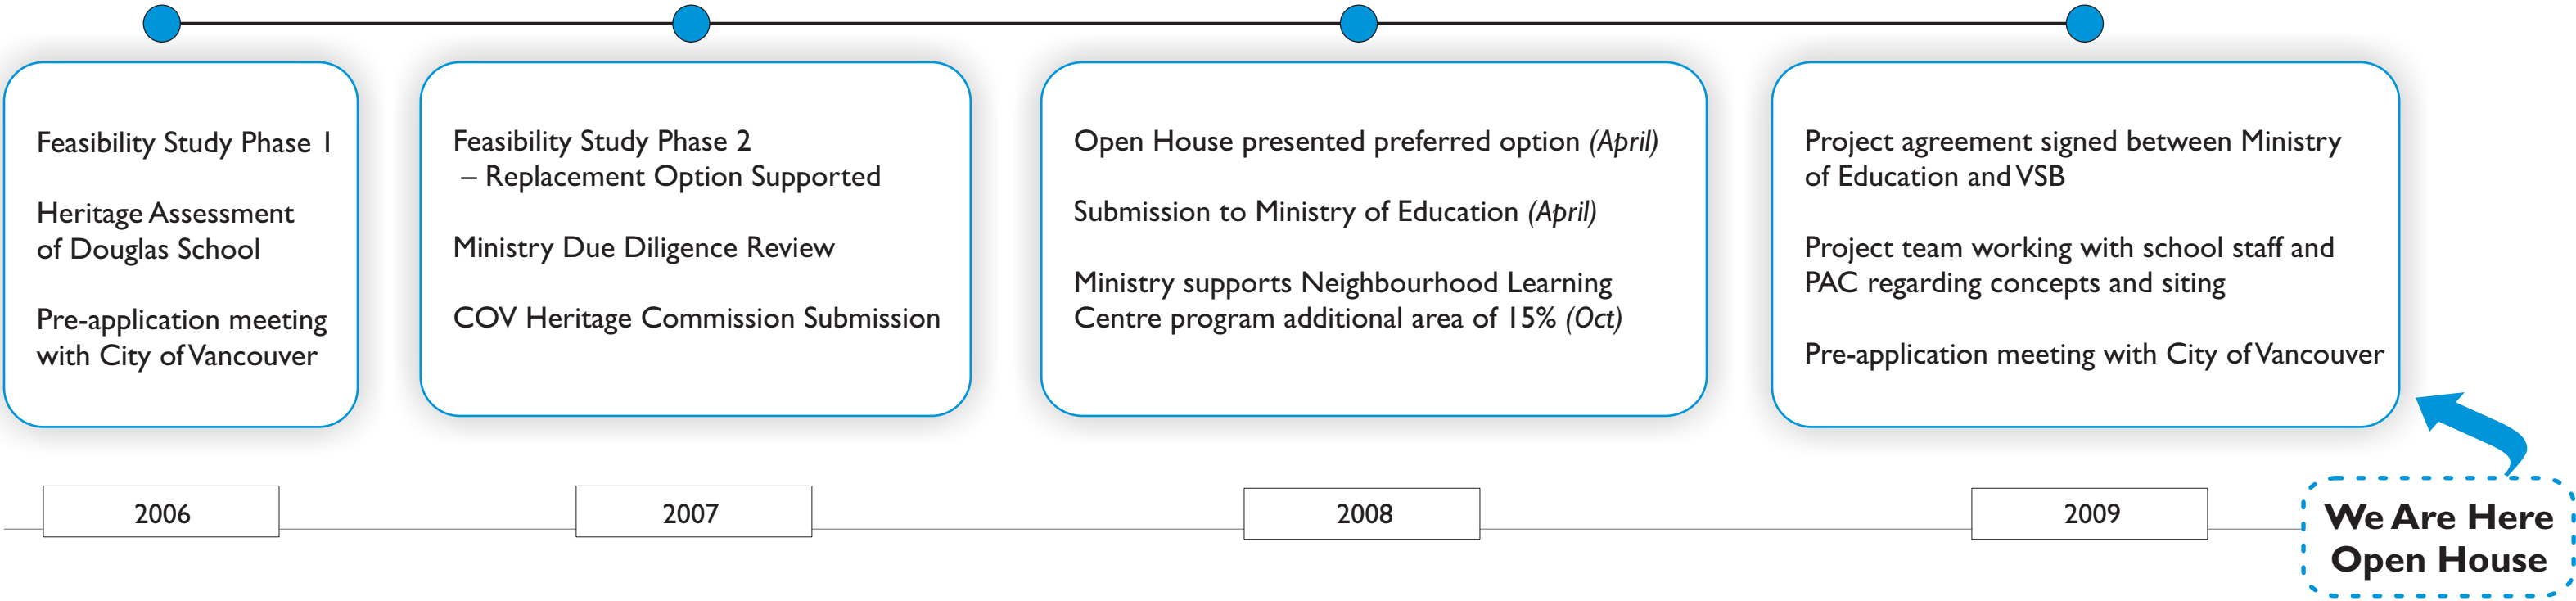 Feasibility Study Phase 1
Heritage Assessment
of Douglas School
Pre-application meeting
with City of Vancouver
Feasibility Study Phase 2
– Replacement Option Supported
Ministry Due Diligence Review
COV Heritage Commission Submission
Open House presented preferred option (April)
Submission to Ministry of Education (April)
Ministry supports Neighbourhood Learning
Centre program additional area of 15% (Oct)
Project agreement signed between Ministry
of Education and VSB
Project team working with school staff and
PAC regarding concepts and siting
Pre-application meeting with City of Vancouver
2006
2007
2008
2009
We Are Here
Open House